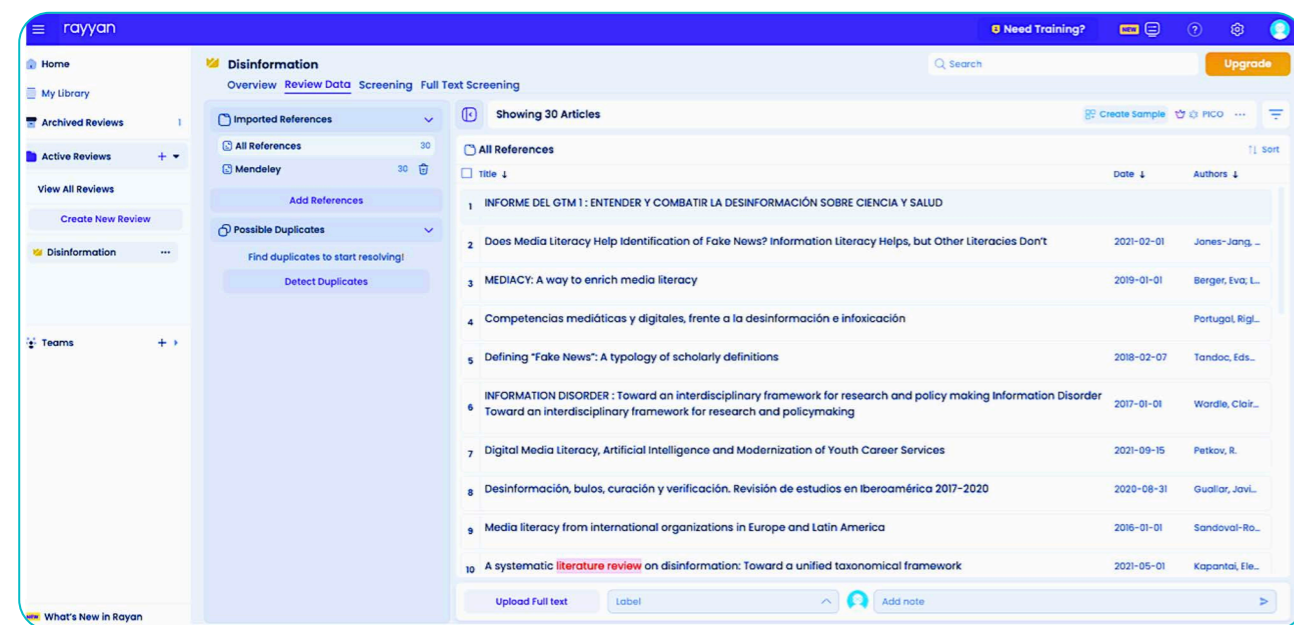 rayyan
Need Training?
NEW
?
Home
My Library
Archived Reviews 1
Active Reviews +
View All Reviews
Create New Review
Disinformation ...
Teams +
NEW What's New in Rayan
Disinformation
Search
Upgrade
Overview Review Data Screening Full Text Screening
Imported References
All References 30
Mendeley 30
Add References
Possible Duplicates
Find duplicates to start resolving!
Detect Duplicates
Showing 30 Articles
Create Sample PICO ...
All References
Sort
Title ↓ Date ↓ Authors ↓
1 INFORME DEL GTM 1 : ENTENDER Y COMBATIR LA DESINFORMACIÓN SOBRE CIENCIA Y SALUD
2 Does Media Literacy Help Identification of Fake News? Information Literacy Helps, but Other Literacies Don't 2021-02-01 Jones-Jang, ...
3 MEDIACY: A way to enrich media literacy 2019-01-01 Berger, Eva; L...
4 Competencias mediáticas y digitales, frente a la desinformación e infoxicación Portugal, Rigl...
5 Defining "Fake News": A typology of scholarly definitions 2018-02-07 Tandoc, Eds...
6 INFORMATION DISORDER : Toward an interdisciplinary framework for research and policy making Information Disorder
Toward an interdisciplinary framework for research and policymaking 2017-01-01 Wardle, Clair...
7 Digital Media Literacy, Artificial Intelligence and Modernization of Youth Career Services 2021-09-15 Petkov, R.
8 Desinformación, bulos, curación y verificación. Revisión de estudios en Iberoamérica 2017-2020 2020-08-31 Guallar, Javi...
9 Media literacy from international organizations in Europe and Latin America 2016-01-01 Sandoval-Ro...
10 A systematic literature review on disinformation: Toward a unified taxonomical framework 2021-05-01 Kapantai, Ele...
Upload Full text
Label
Add note